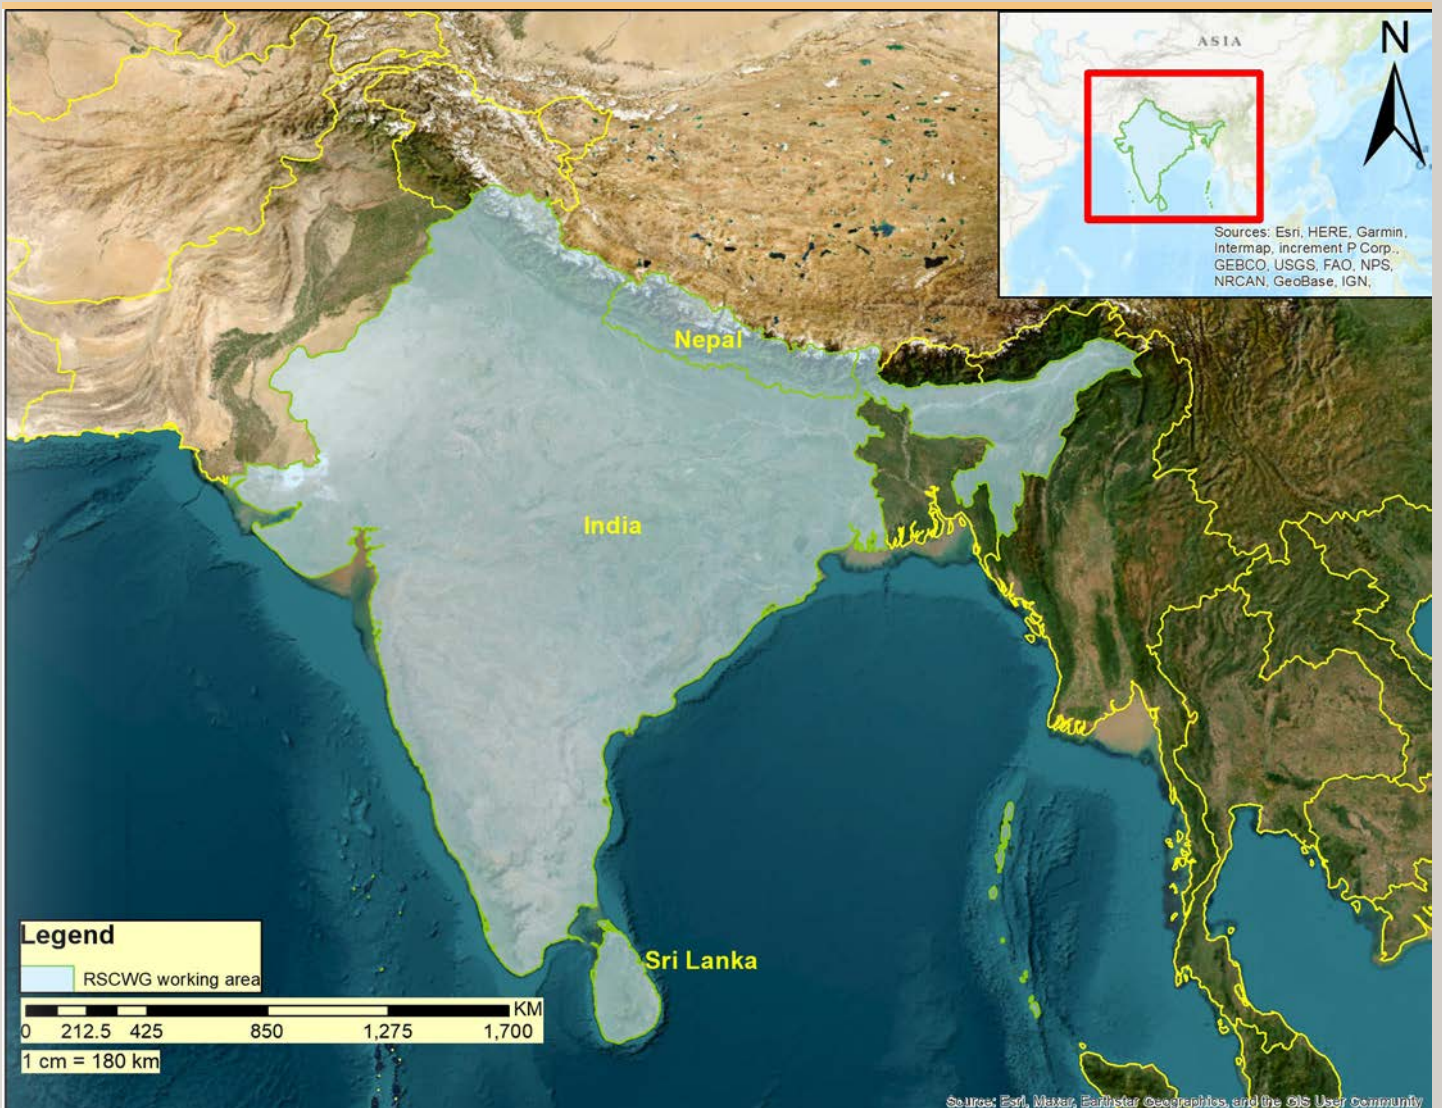 ASIA
N
Sources: Esri, HERE, Garmin,
Intermap, increment P Corp.,
GEBCO, USGS, FAO, NPS,
NRCAN, GeoBase, IGN,
Nepal
India
Sri Lanka
Legend
RSCWG working area
KM
0 212.5 425 850 1,275 1,700
1 cm = 180 km
Source: Esri, Maxar, Earthstar Geographics, and the GIS User Community